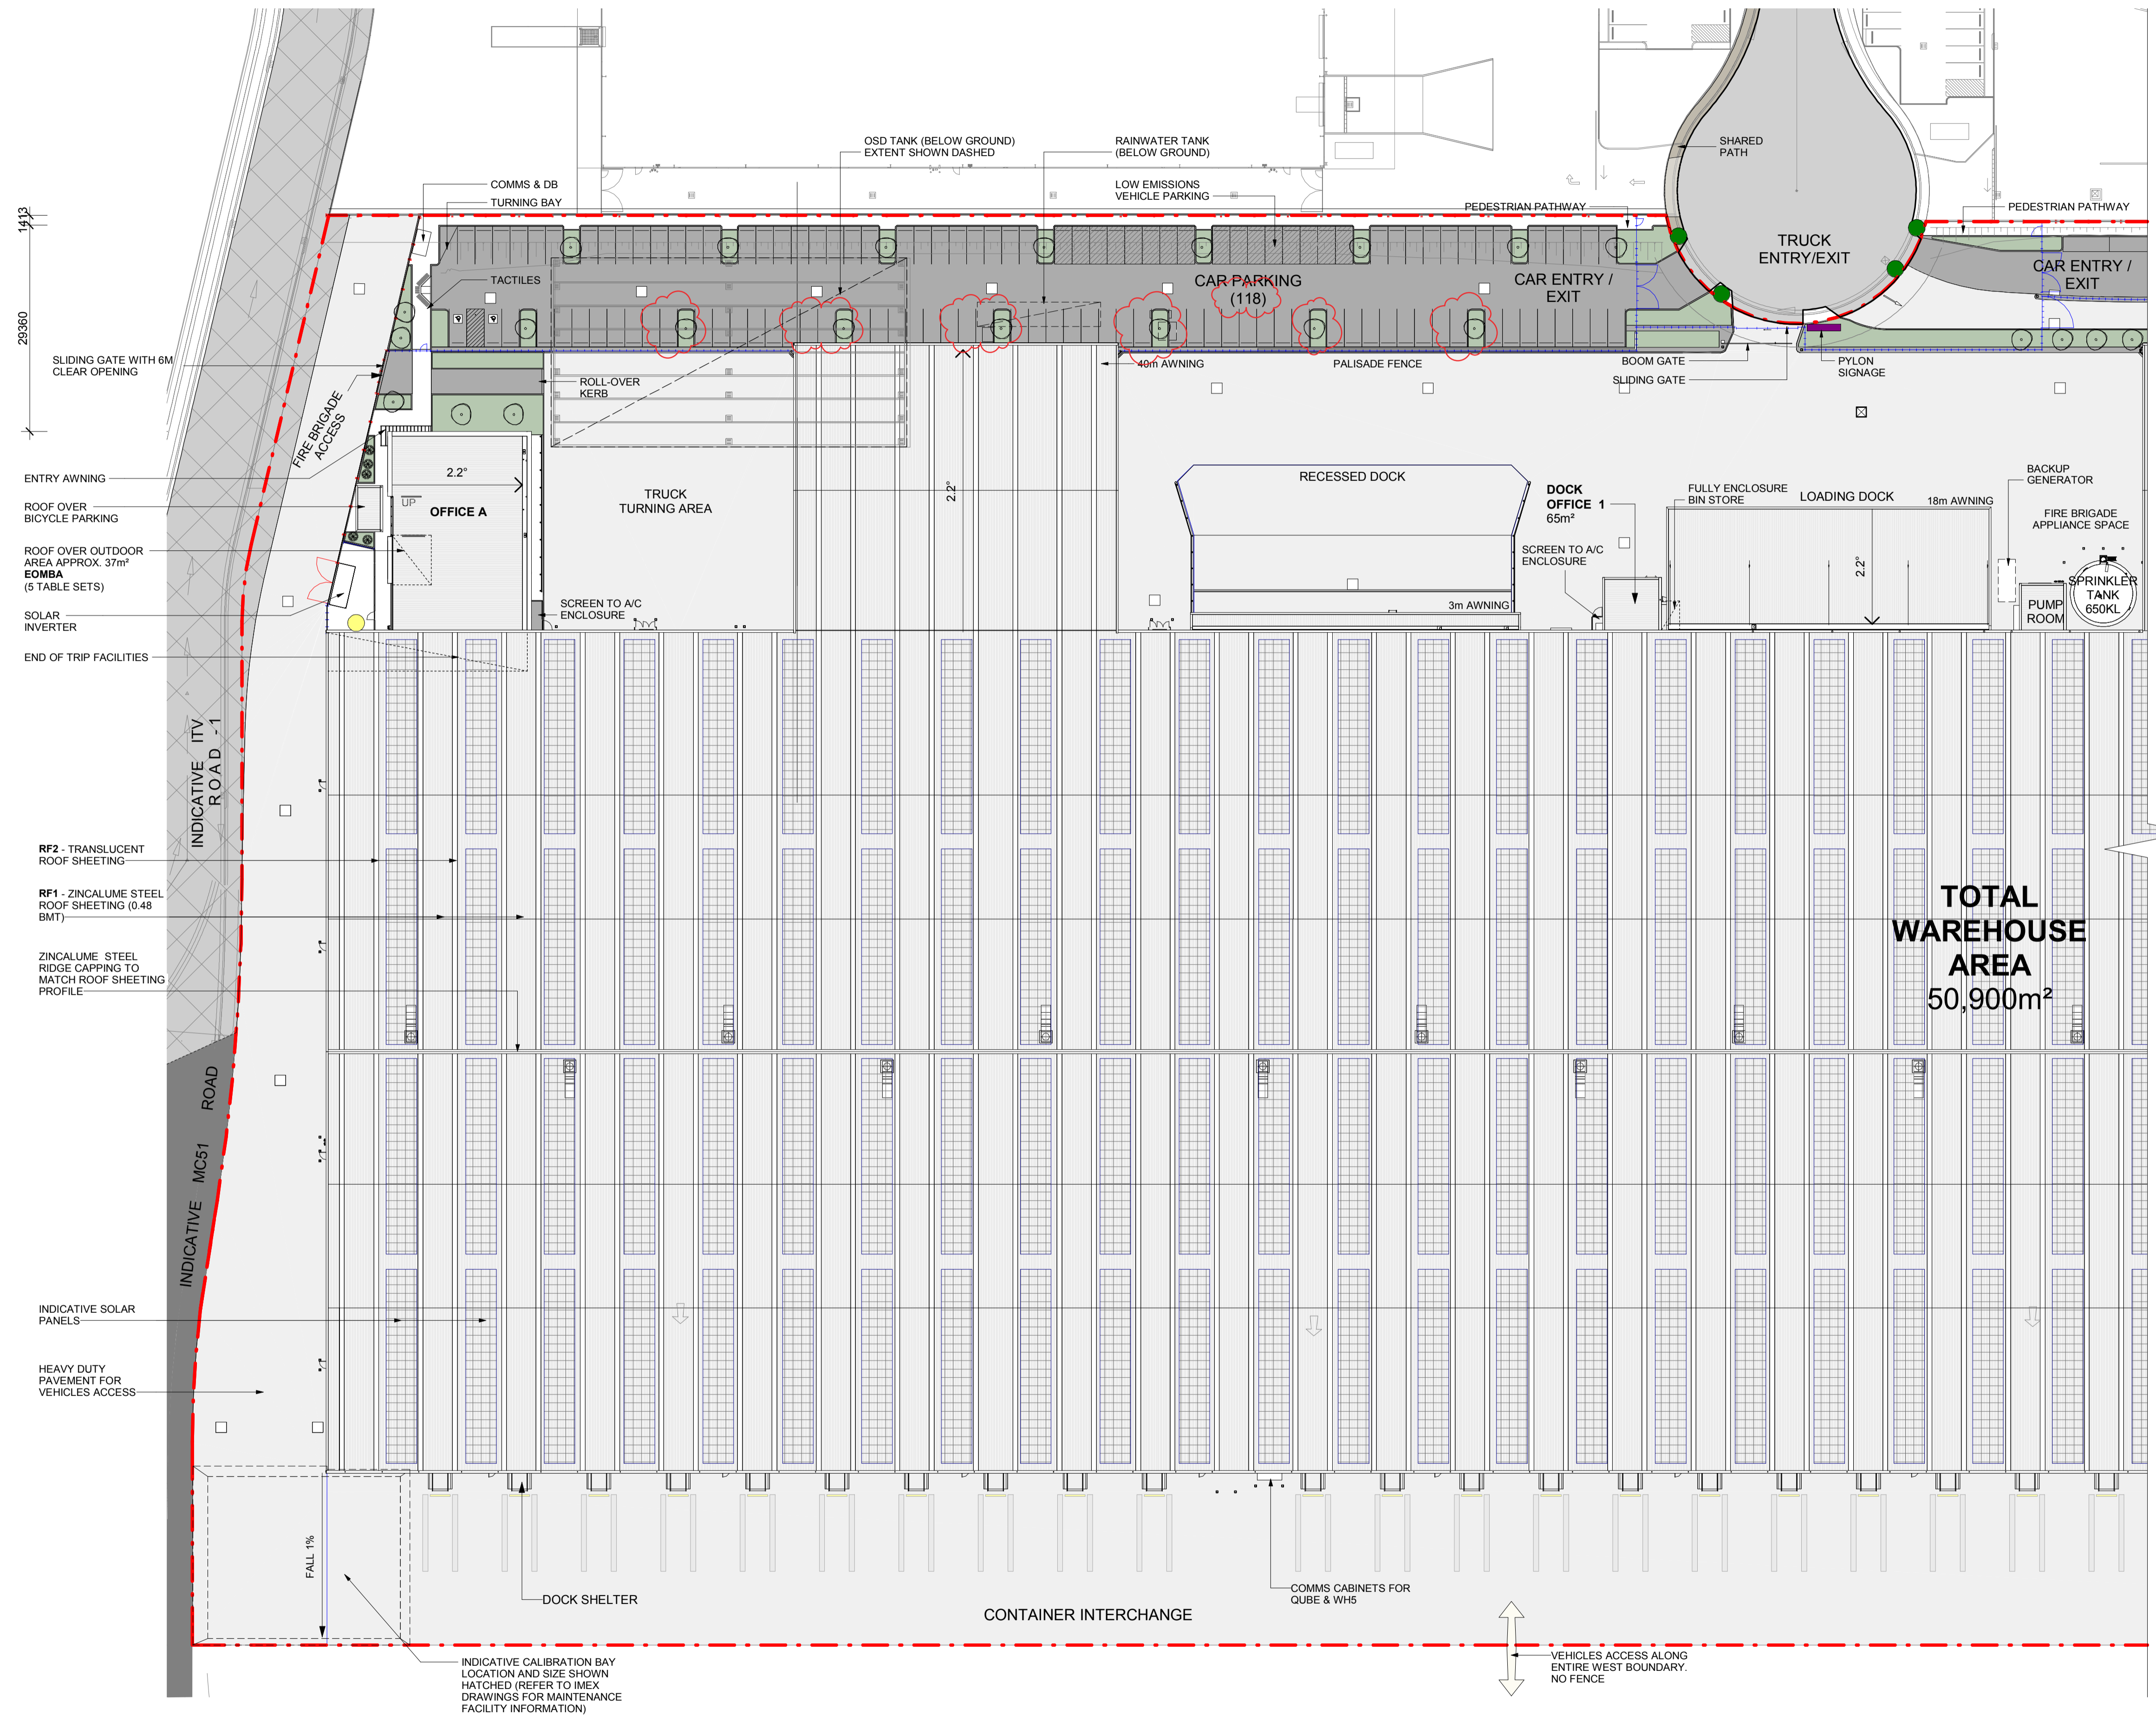 OSD TANK (BELOW GROUND)
EXTENT SHOWN DASHED
RAINWATER TANK
(BELOW GROUND)
SHARED
PATH
COMMS & DB
TURNING BAY
LOW EMISSIONS
VEHICLE PARKING
PEDESTRIAN PATHWAY
PEDESTRIAN PATHWAY
1413
29360
TRUCK
ENTRY/EXIT
TACTILES
CAR PARKING
(118)
CAR ENTRY /
EXIT
CAR ENTRY /
EXIT
SLIDING GATE WITH 6M
CLEAR OPENING
FIRE BRIGADE
ACCESS
ROLL-OVER
KERB
40m AWNING
PALISADE FENCE
BOOM GATE
SLIDING GATE
PYLON
SIGNAGE
ENTRY AWNING
ROOF OVER
BICYCLE PARKING
ROOF OVER OUTDOOR
AREA APPROX. 37m²
EOMBA
(5 TABLE SETS)
SOLAR
INVERTER
END OF TRIP FACILITIES
2.2°
UP
OFFICE A
TRUCK
TURNING AREA
SCREEN TO A/C
ENCLOSURE
2.2°
RECESSED DOCK
3m AWNING
DOCK
OFFICE 1
65m²
SCREEN TO A/C
ENCLOSURE
FULLY ENCLOSURE
BIN STORE
LOADING DOCK
18m AWNING
2.2°
BACKUP
GENERATOR
FIRE BRIGADE
APPLIANCE SPACE
PUMP
ROOM
SPRINKLER
TANK
650KL
INDICATIVE ITV
ROAD -1
RF2 - TRANSLUCENT
ROOF SHEETING
RF1 - ZINCALUME STEEL
ROOF SHEETING (0.48
BMT)
ZINCALUME STEEL
RIDGE CAPPING TO
MATCH ROOF SHEETING
PROFILE
TOTAL
WAREHOUSE
AREA
50,900m²
INDICATIVE MC51 ROAD
INDICATIVE SOLAR
PANELS
HEAVY DUTY
PAVEMENT FOR
VEHICLES ACCESS
FALL 1%
DOCK SHELTER
CONTAINER INTERCHANGE
COMMS CABINETS FOR
QUBE & WH5
INDICATIVE CALIBRATION BAY
LOCATION AND SIZE SHOWN
HATCHED (REFER TO IMEX
DRAWINGS FOR MAINTENANCE
FACILITY INFORMATION)
VEHICLES ACCESS ALONG
ENTIRE WEST BOUNDARY.
NO FENCE